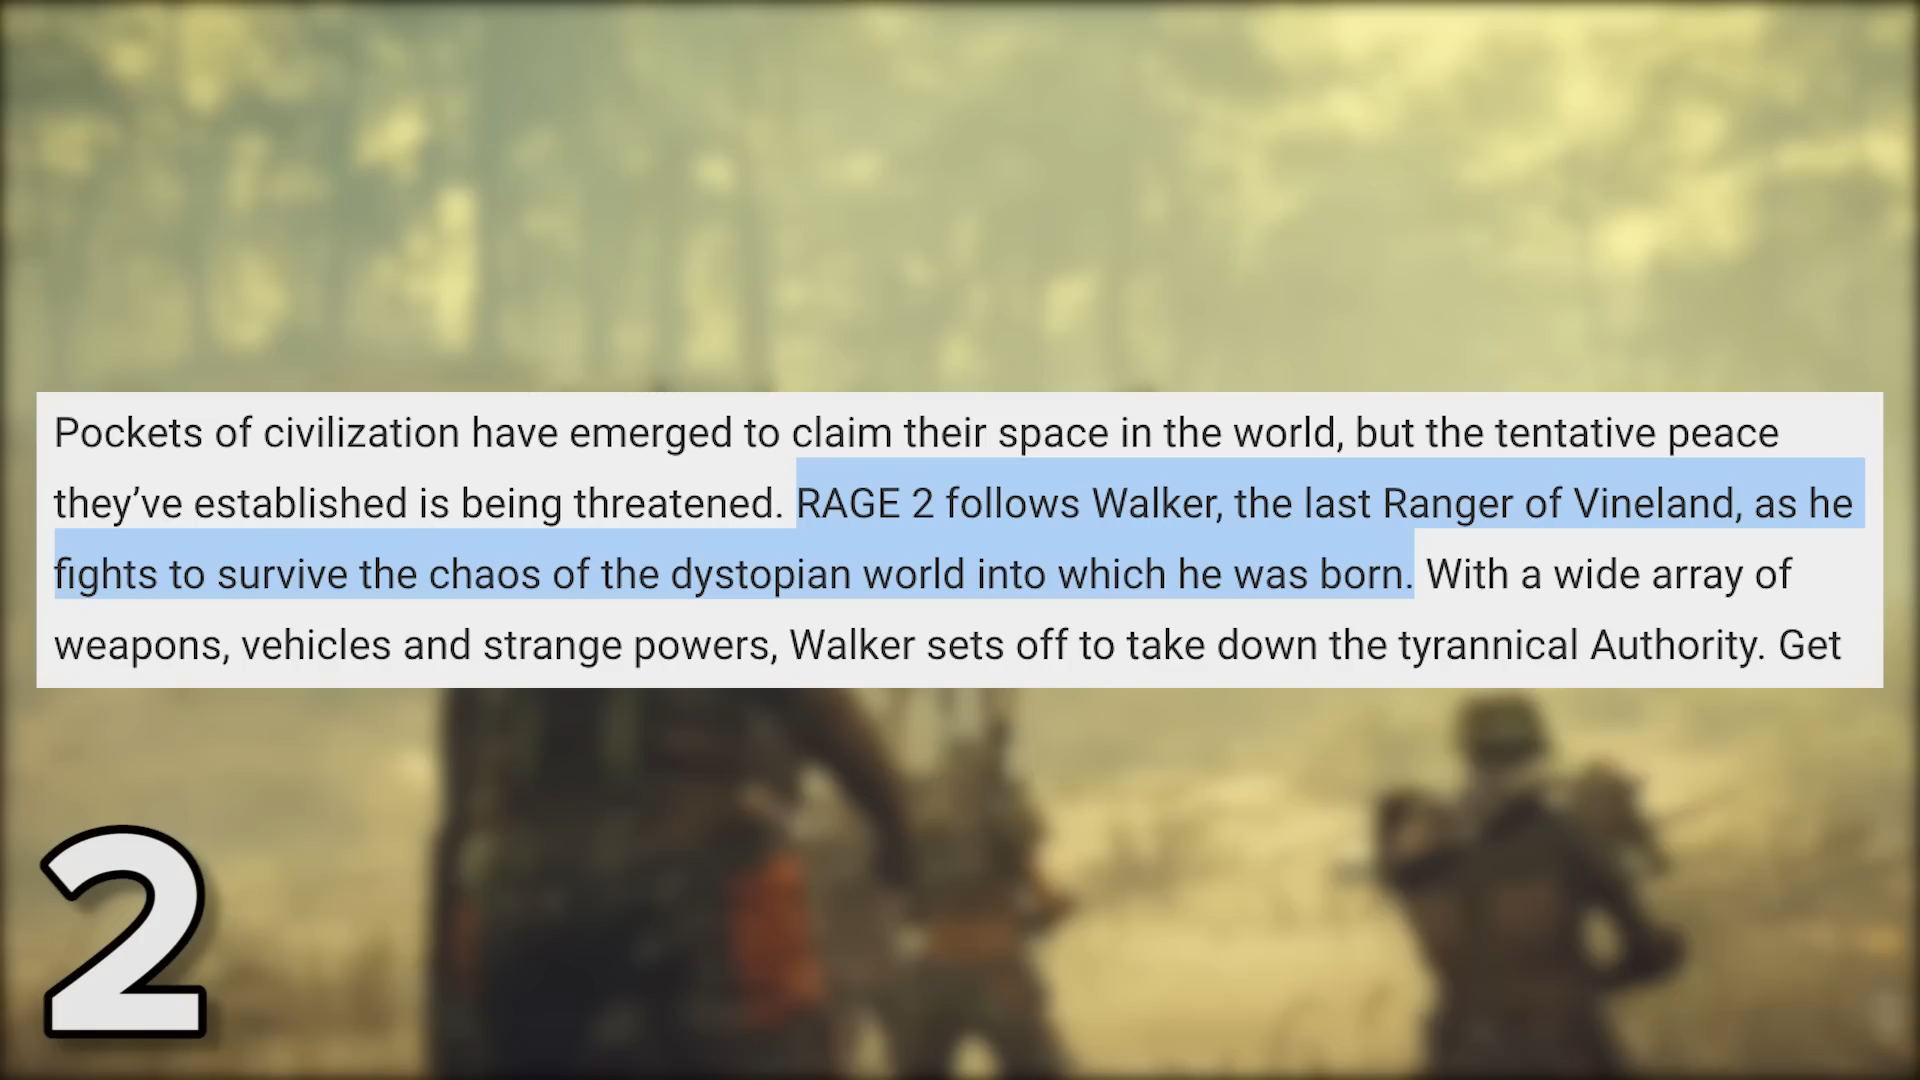 Pockets of civilization have emerged to claim their space in the world, but the tentative peace
they’ve established is being threatened. RAGE 2 follows Walker, the last Ranger of Vineland, as he
fights to survive the chaos of the dystopian world into which he was born. With a wide array of
weapons, vehicles and strange powers, Walker sets off to take down the tyrannical Authority. Get
2